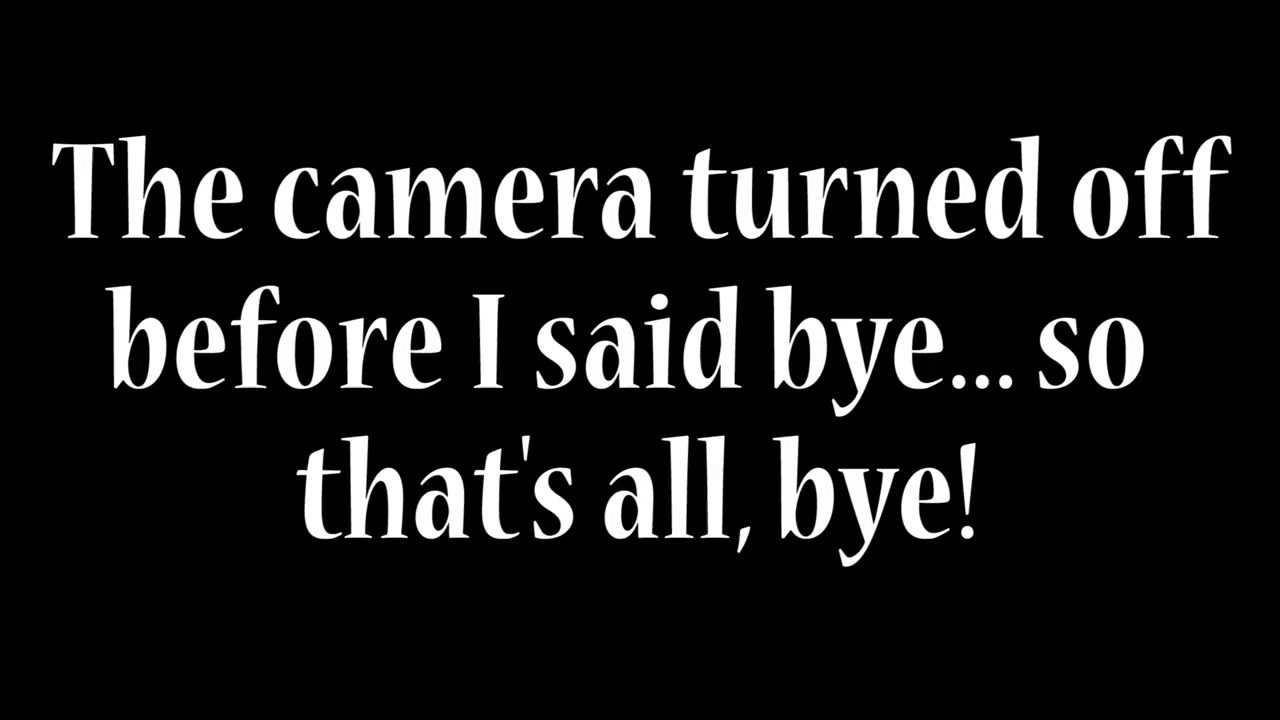 The camera turned off
before I said bye... so
that's all, bye!